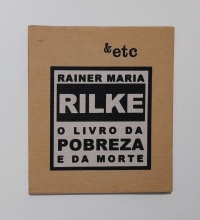 & etc
RAINER MARIA
RILKE
O LIVRO DA
POBREZA
E DA MORTE